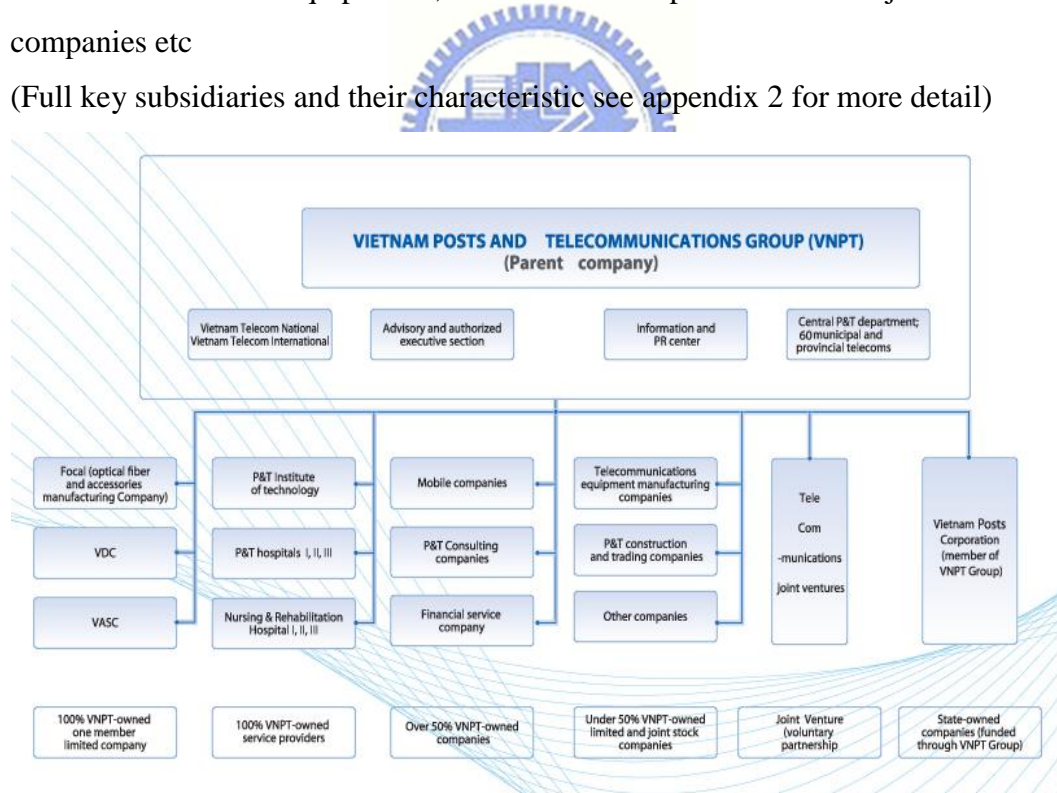 companies etc
(Full key subsidiaries and their characteristic see appendix 2 for more detail)
VIETNAM POSTS AND TELECOMMUNICATIONS GROUP (VNPT)
(Parent company)
Vietnam Telecom National
Vietnam Telecom International
Advisory and authorized
executive section
Information and
PR center
Central P&T department;
60 municipal and
provincial telecoms
Focal (optical fiber
and accessories
manufacturing Company)
VDC
VASC
P&T Institute
of technology
P&T hospitals I, II, III
Nursing & Rehabilitation
Hospital I, II, III
Mobile companies
P&T Consulting
companies
Financial service
company
Telecommunications
equipment manufacturing
companies
P&T construction
and trading companies
Other companies
Tele
Com
-munications
Joint ventures
Vietnam Posts
Corporation
(member of
VNPT Group)
100% VNPT-owned
one member
limited company
100% VNPT-owned
service providers
Over 50% VNPT-owned
companies
Under 50% VNPT-owned
limited and joint stock
companies
Joint Venture
(voluntary
partnership
State-owned
companies (funded
through VNPT Group)